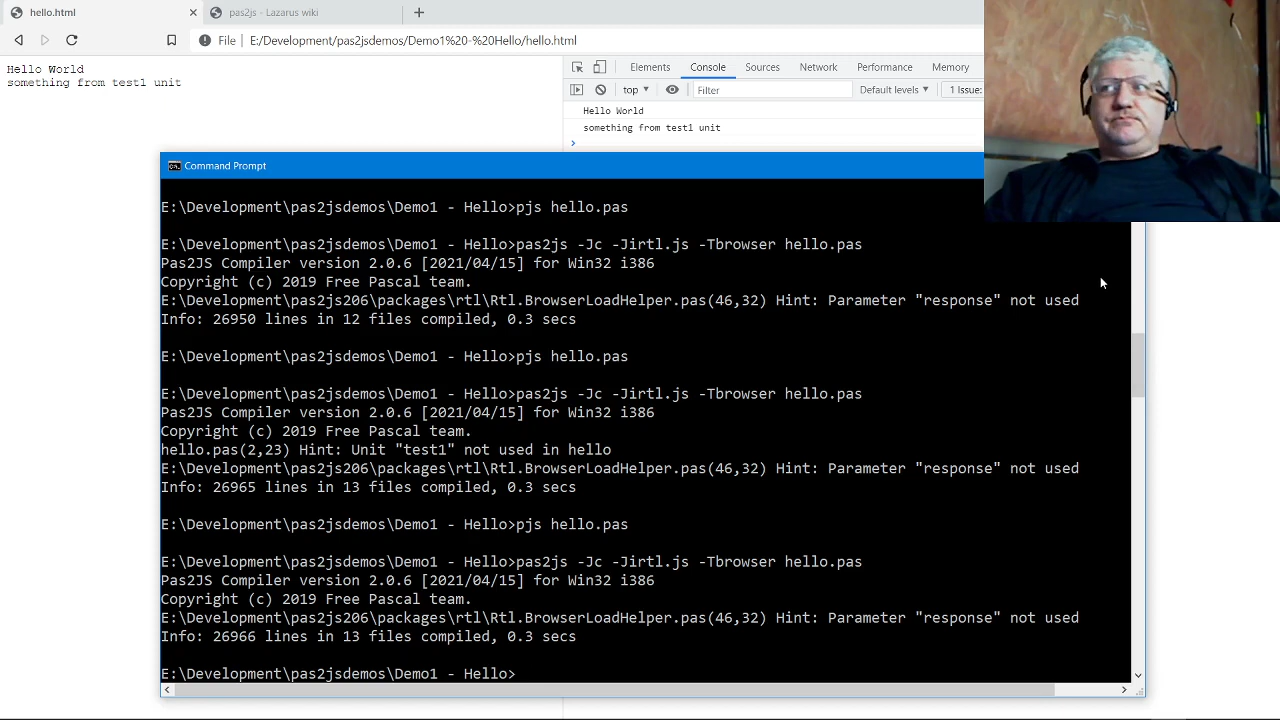 hello.html
pas2js - Lazarus wiki
File
E:/Development/pas2jsdemos/Demo1%20-%20Hello/hello.html
Hello World
something from test1 unit
Elements Console Sources Network Performance Memory
top Filter Default levels 1 Issue:
Hello World
something from test1 unit
Command Prompt
E:\Development\pas2jsdemos\Demo1 - Hello>pjs hello.pas
E:\Development\pas2jsdemos\Demo1 - Hello>pas2js -Jc -Jirtl.js -Tbrowser hello.pas
Pas2JS Compiler version 2.0.6 [2021/04/15] for Win32 i386
Copyright (c) 2019 Free Pascal team.
E:\Development\pas2js206\packages\rtl\Rtl.BrowserLoadHelper.pas(46,32) Hint: Parameter "response" not used
Info: 26950 lines in 12 files compiled, 0.3 secs
E:\Development\pas2jsdemos\Demo1 - Hello>pjs hello.pas
E:\Development\pas2jsdemos\Demo1 - Hello>pas2js -Jc -Jirtl.js -Tbrowser hello.pas
Pas2JS Compiler version 2.0.6 [2021/04/15] for Win32 i386
Copyright (c) 2019 Free Pascal team.
hello.pas(2,23) Hint: Unit "test1" not used in hello
E:\Development\pas2js206\packages\rtl\Rtl.BrowserLoadHelper.pas(46,32) Hint: Parameter "response" not used
Info: 26965 lines in 13 files compiled, 0.3 secs
E:\Development\pas2jsdemos\Demo1 - Hello>pjs hello.pas
E:\Development\pas2jsdemos\Demo1 - Hello>pas2js -Jc -Jirtl.js -Tbrowser hello.pas
Pas2JS Compiler version 2.0.6 [2021/04/15] for Win32 i386
Copyright (c) 2019 Free Pascal team.
E:\Development\pas2js206\packages\rtl\Rtl.BrowserLoadHelper.pas(46,32) Hint: Parameter "response" not used
Info: 26966 lines in 13 files compiled, 0.3 secs
E:\Development\pas2jsdemos\Demo1 - Hello>